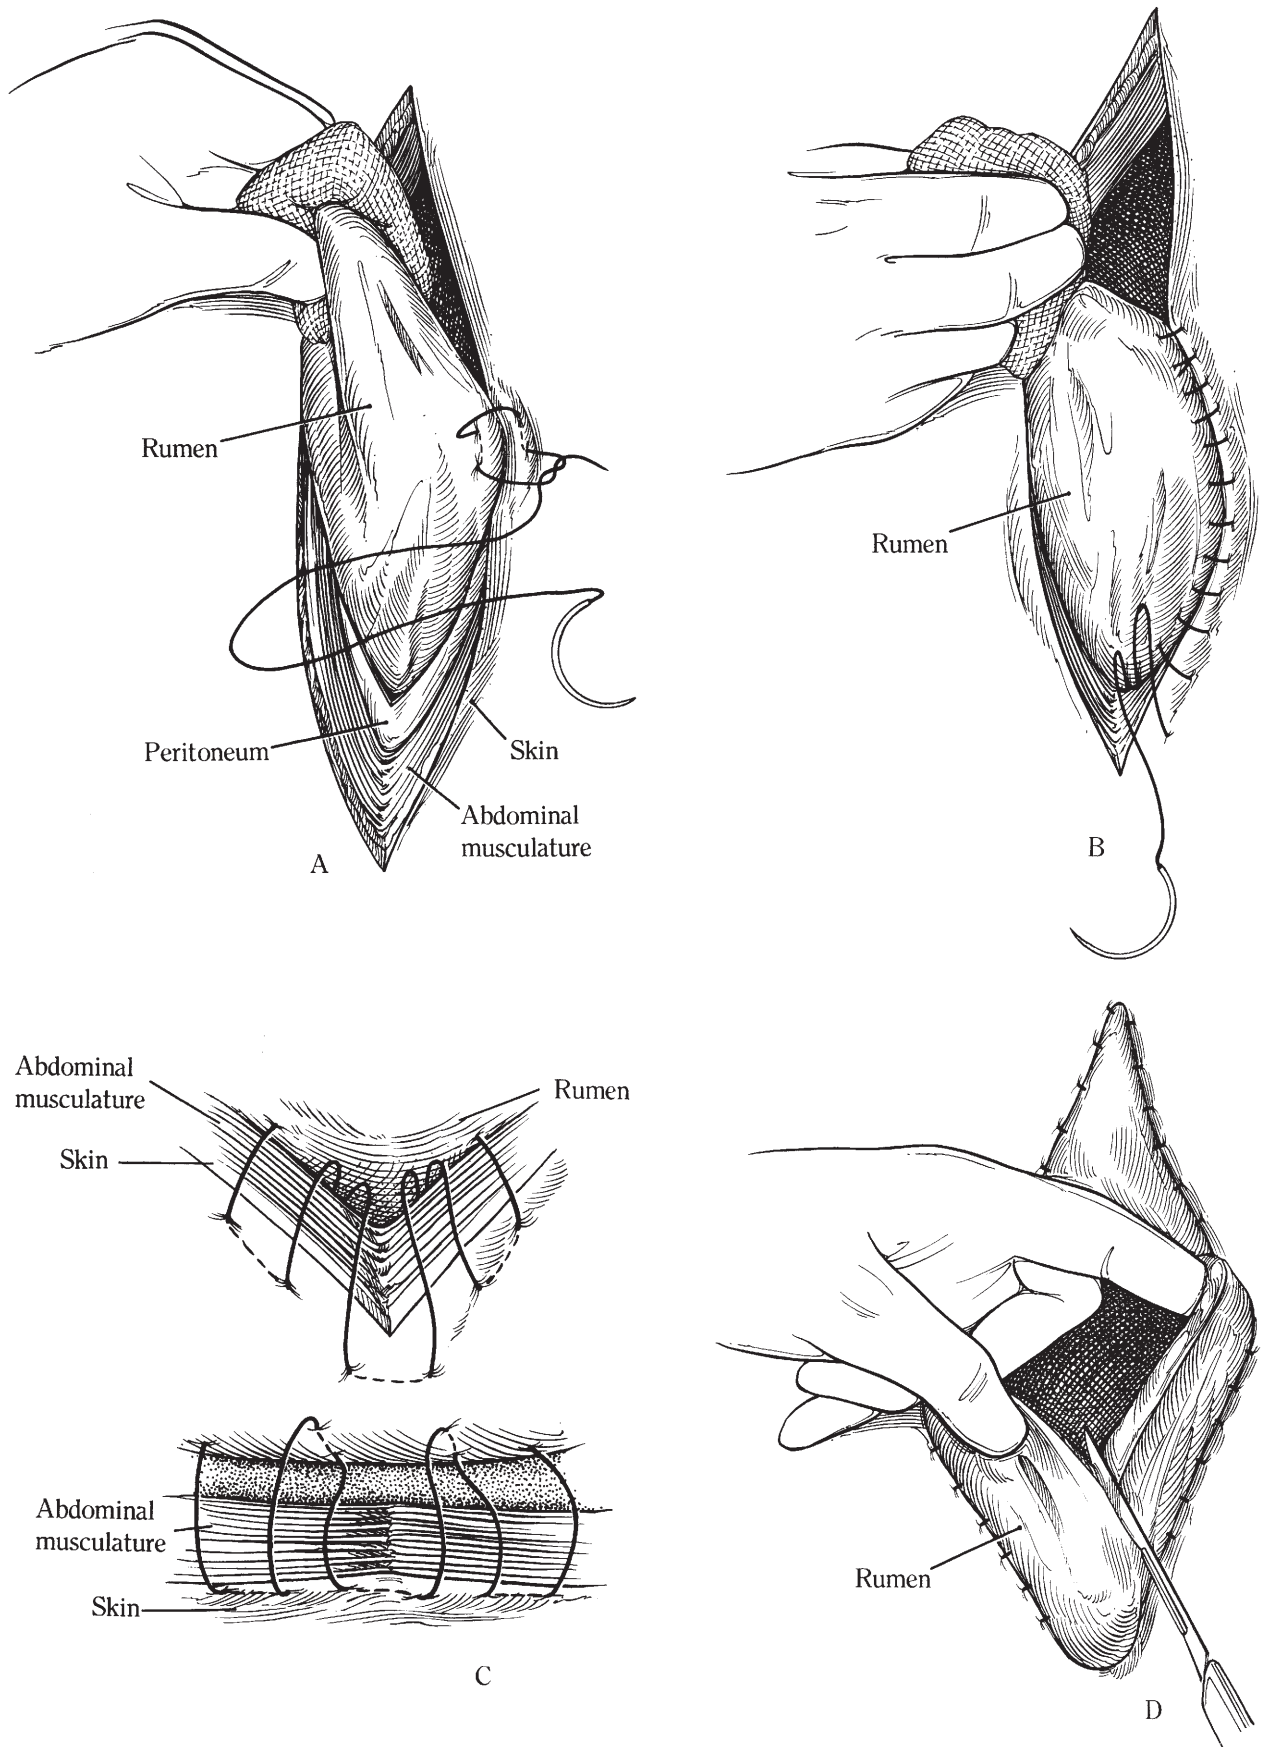 Rumen
Peritoneum
Skin
Abdominal
musculature
A
Rumen
B
Abdominal
musculature
Rumen
Skin
Abdominal
musculature
Skin
C
Rumen
D